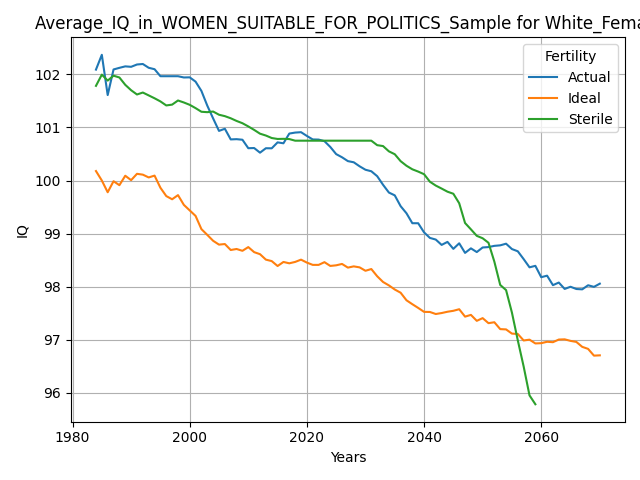 Average_IQ_in_WOMEN_SUITABLE_FOR_POLITICS_Sample for White_Fema
Fertility
Actual
Ideal
Sterile
IQ
102
101
100
99
98
97
96
1980
2000
2020
2040
2060
Years